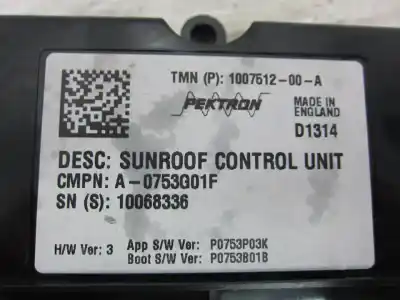 TMN (P): 1007512-00-A
PEKTRON
MADE IN
ENGLAND
D1314
DESC: SUNROOF CONTROL UNIT
CMPN: A-0753G01F
SN (S): 10068336
H/W Ver: 3 App S/W Ver: P0753P03K
Boot S/W Ver: P0753B01B